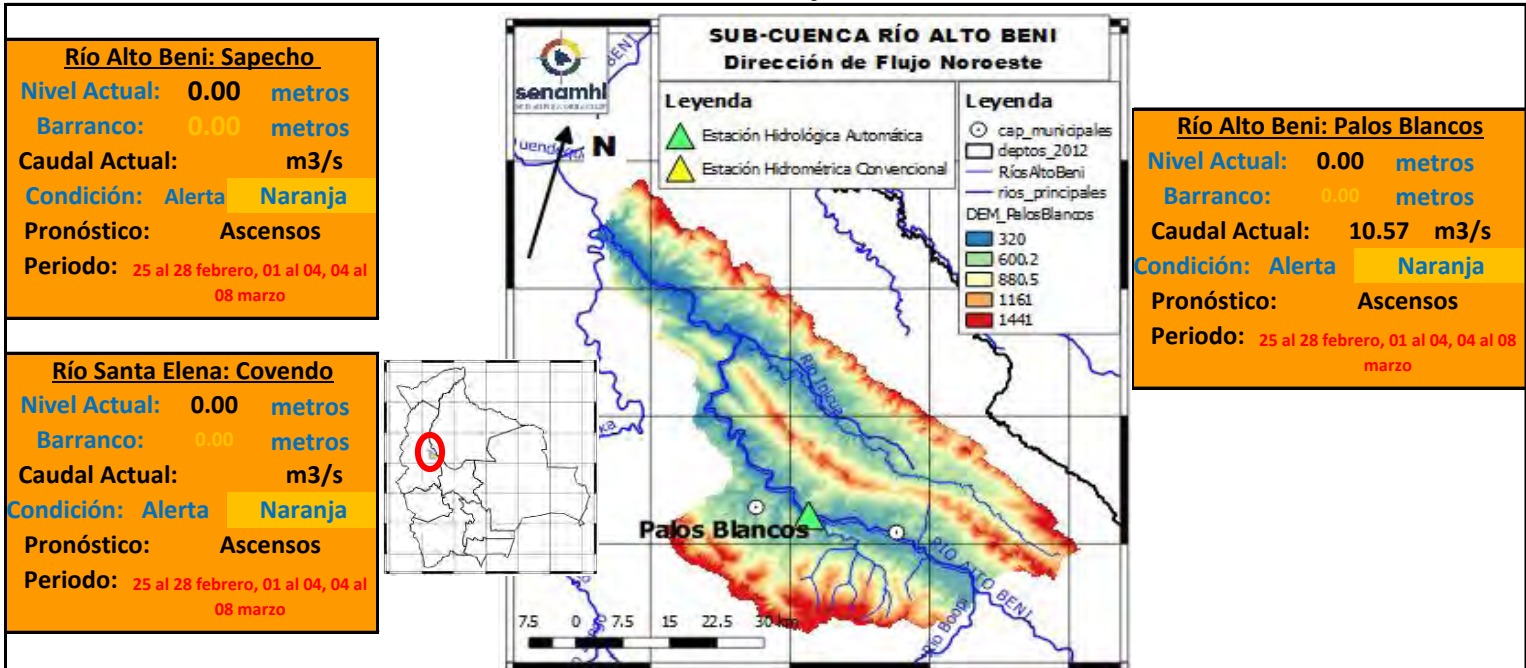 Río Alto Beni: Sapecho
Nivel Actual: 0.00 metros
Barranco: 0.00 metros
Caudal Actual: m3/s
Condición: Alerta Naranja
Pronóstico: Ascensos
Periodo: 25 al 28 febrero, 01 al 04, 04 al
08 marzo
Río Santa Elena: Covendo
Nivel Actual: 0.00 metros
Barranco: 0.00 metros
Caudal Actual: m3/s
Condición: Alerta Naranja
Pronóstico: Ascensos
Periodo: 25 al 28 febrero, 01 al 04, 04 al
08 marzo
senamhi
BENI
SUB-CUENCA RÍO ALTO BENI
Dirección de Flujo Noroeste
Leyenda
Estación Hidrológica Automática
Estación Hidrométrica Convencional
Leyenda
cap_municipales
deptos_2012
RíosAltoBeni
rios_principales
DEM_PalosBlancos
320
600.2
880.5
1161
1441
N
Río Inicua
Palos Blancos
RÍO ALTO BENI
Río Boopi
7.5 0 7.5 15 22.5 30 km
Río Alto Beni: Palos Blancos
Nivel Actual: 0.00 metros
Barranco: 0.00 metros
Caudal Actual: 10.57 m3/s
Condición: Alerta Naranja
Pronóstico: Ascensos
Periodo: 25 al 28 febrero, 01 al 04, 04 al 08
marzo